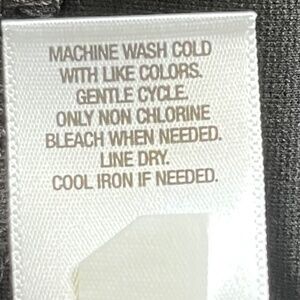 MACHINE WASH COLD
WITH LIKE COLORS.
GENTLE CYCLE.
ONLY NON CHLORINE
BLEACH WHEN NEEDED.
LINE DRY.
COOL IRON IF NEEDED.